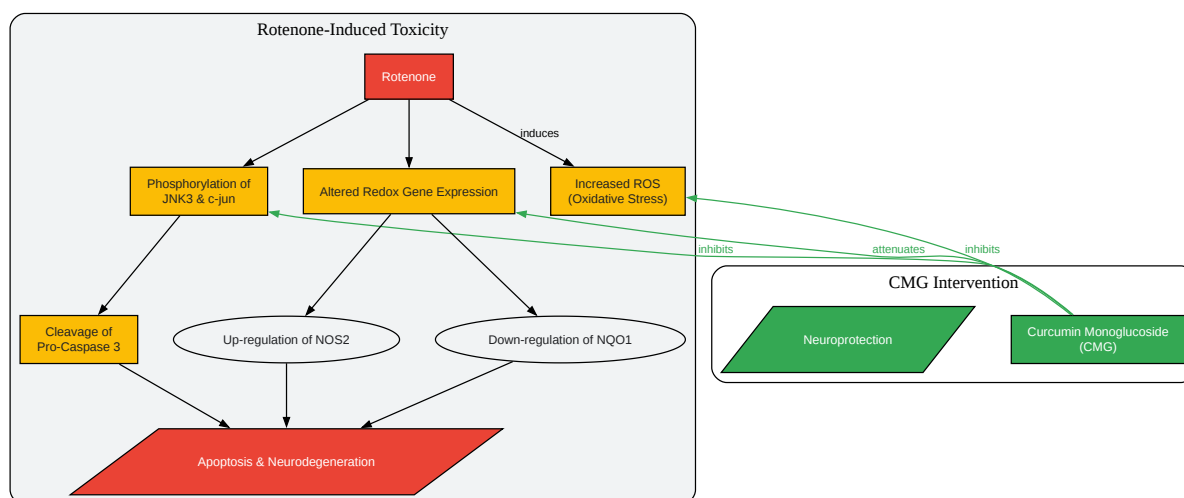 Rotenone-Induced Toxicity
Rotenone
induces
Phosphorylation of
JNK3 & c-jun
Altered Redox Gene Expression
Increased ROS
(Oxidative Stress)
inhibits
attenuates
inhibits
CMG Intervention
Cleavage of
Pro-Caspase 3
Up-regulation of NOS2
Down-regulation of NQO1
Neuroprotection
Curcumin Monoglucoside
(CMG)
Apoptosis & Neurodegeneration